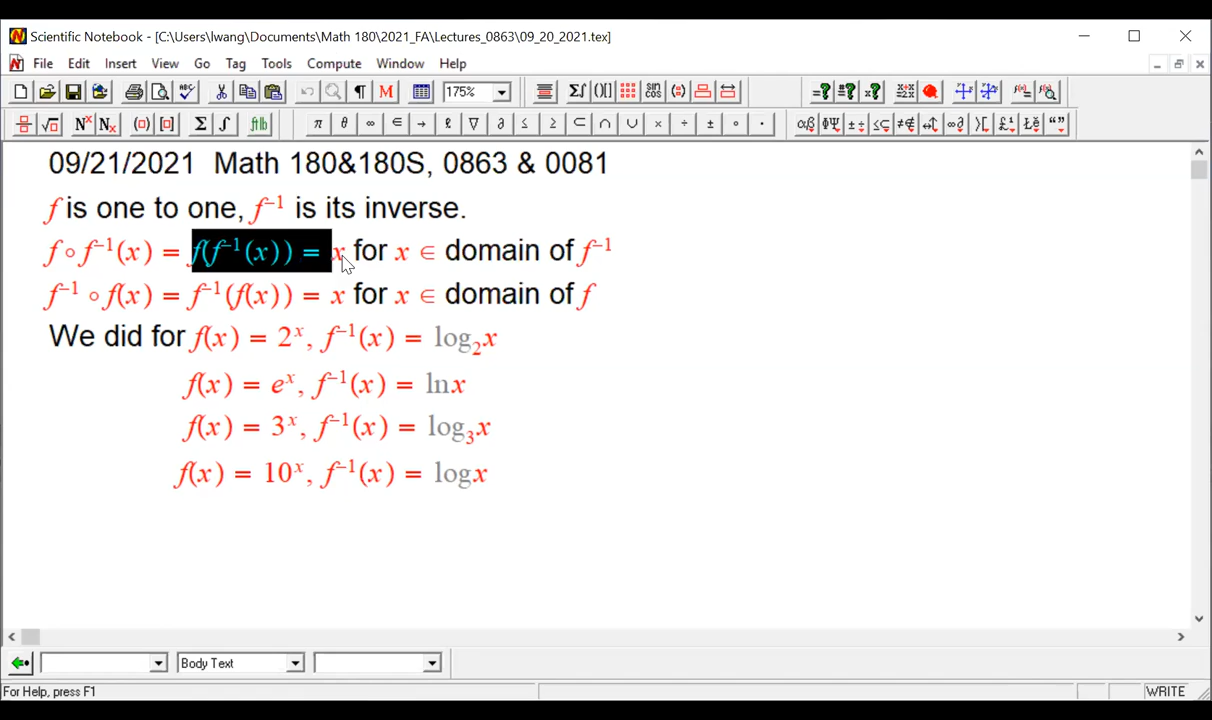 Scientific Notebook - [C:\Users\lwang\Documents\Math 180\2021_FA\Lectures_0863\09_20_2021.tex]
File Edit Insert View Go Tag Tools Compute Window Help
175%
09/21/2021 Math 180&180S, 0863 & 0081
f is one to one, f⁻¹ is its inverse.
f ∘ f⁻¹(x) = f(f⁻¹(x)) = x for x ∈ domain of f⁻¹
f⁻¹ ∘ f(x) = f⁻¹(f(x)) = x for x ∈ domain of f
We did for f(x) = 2ˣ, f⁻¹(x) = log₂x
f(x) = eˣ, f⁻¹(x) = lnx
f(x) = 3ˣ, f⁻¹(x) = log₃x
f(x) = 10ˣ, f⁻¹(x) = logx
Body Text
For Help, press F1 WRITE